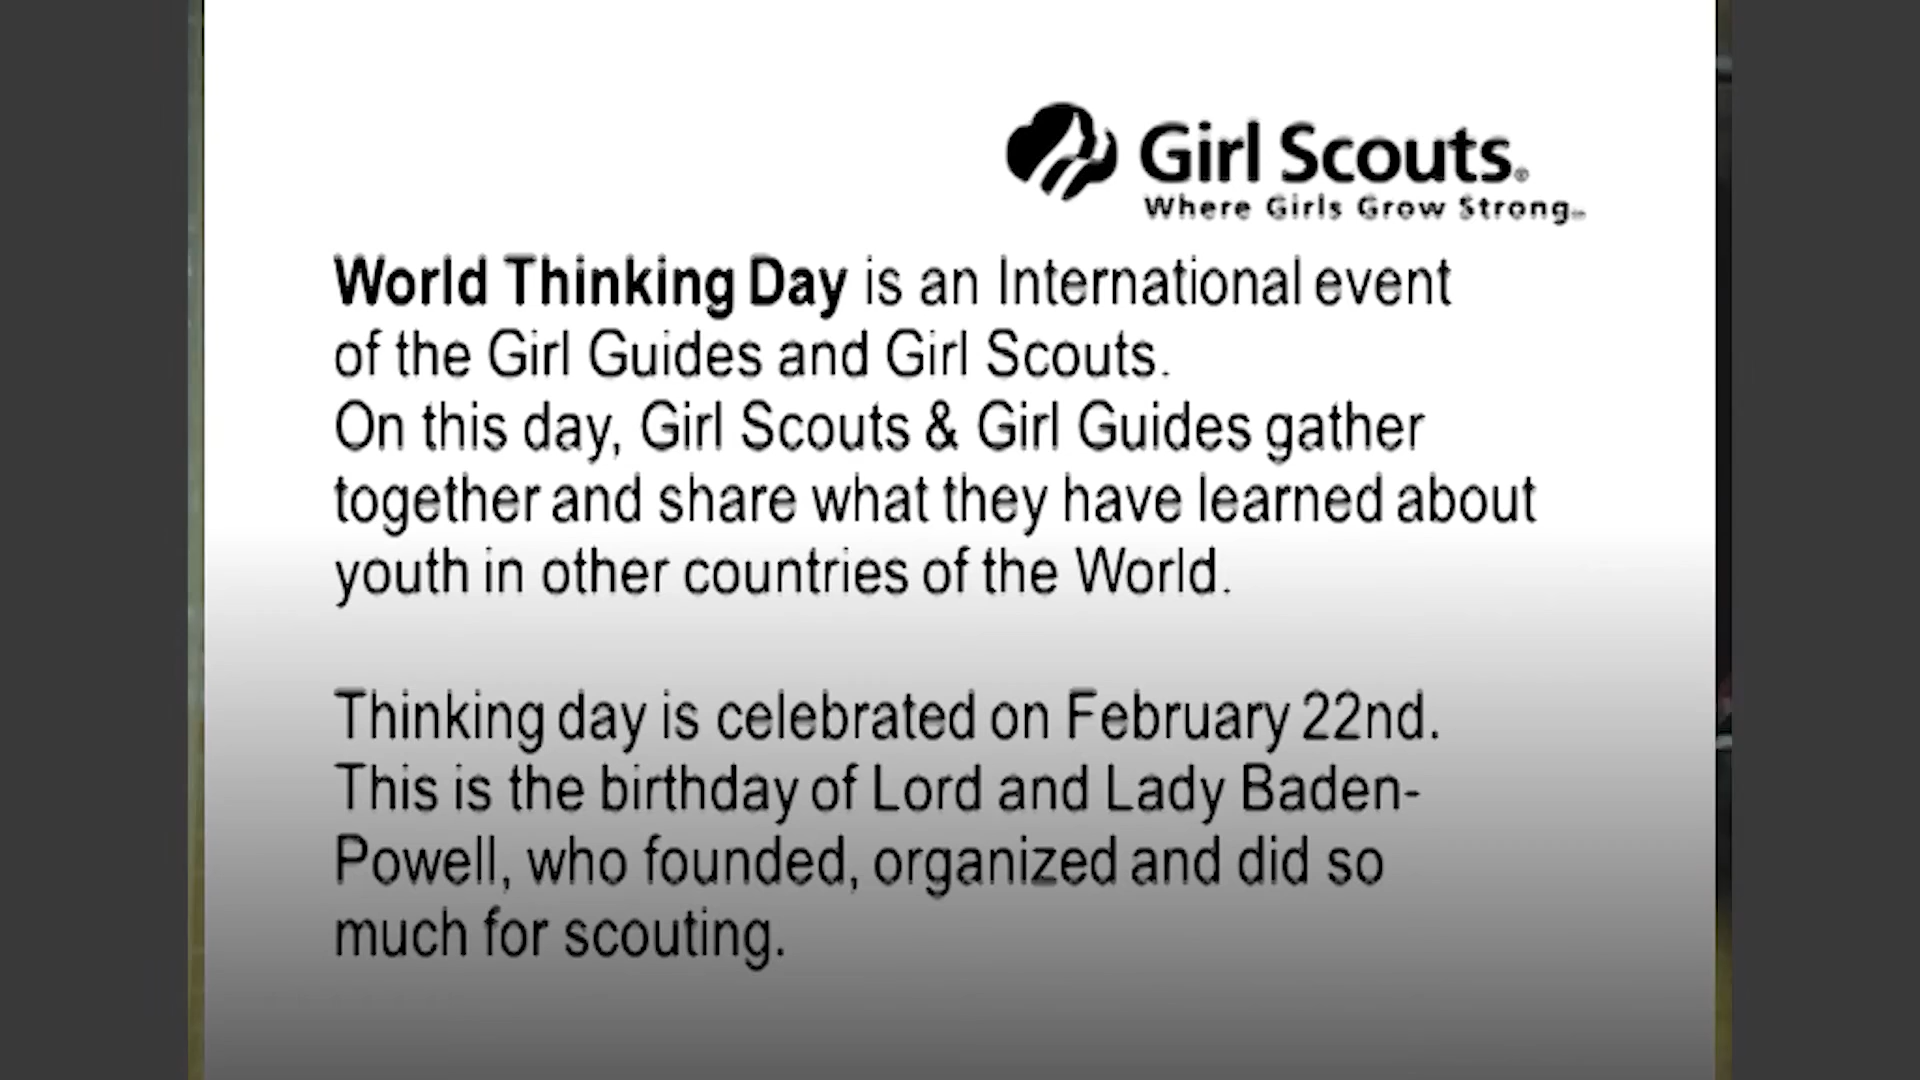 Girl Scouts®
Where Girls Grow Strong℠
World Thinking Day is an International event
of the Girl Guides and Girl Scouts.
On this day, Girl Scouts & Girl Guides gather
together and share what they have learned about
youth in other countries of the World.
Thinking day is celebrated on February 22nd.
This is the birthday of Lord and Lady Baden-
Powell, who founded, organized and did so
much for scouting.